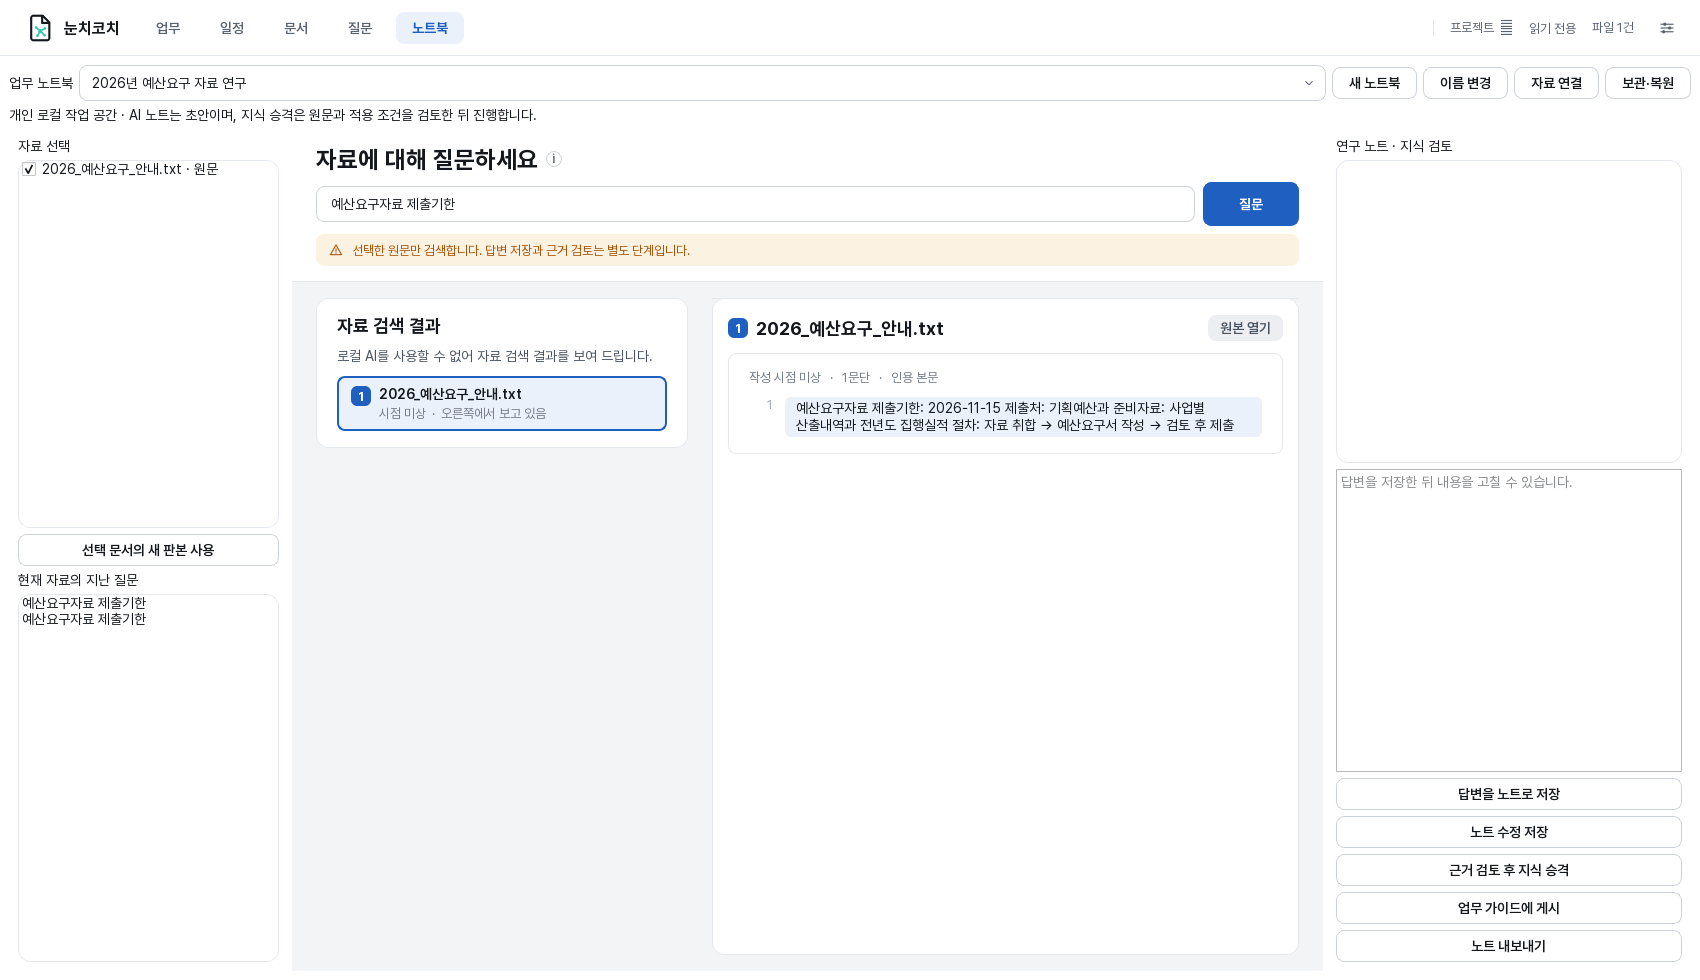 눈치코치
업무
일정
문서
질문
노트북
프로젝트
읽기 전용
파일 1건
업무 노트북
2026년 예산요구 자료 연구
새 노트북
이름 변경
자료 연결
보관·복원
개인 로컬 작업 공간 · AI 노트는 초안이며, 지식 승격은 원문과 적용 조건을 검토한 뒤 진행합니다.
자료 선택
2026_예산요구_안내.txt · 원문
선택 문서의 새 판본 사용
현재 자료의 지난 질문
예산요구자료 제출기한
예산요구자료 제출기한
자료에 대해 질문하세요
예산요구자료 제출기한
질문
선택한 원문만 검색합니다. 답변 저장과 근거 검토는 별도 단계입니다.
자료 검색 결과
로컬 AI를 사용할 수 없어 자료 검색 결과를 보여 드립니다.
1
2026_예산요구_안내.txt
시점 미상 · 오른쪽에서 보고 있음
1
2026_예산요구_안내.txt
원본 열기
작성 시점 미상 · 1문단 · 인용 본문
1
예산요구자료 제출기한: 2026-11-15 제출처: 기획예산과 준비자료: 사업별
산출내역과 전년도 집행실적 절차: 자료 취합 → 예산요구서 작성 → 검토 후 제출
연구 노트 · 지식 검토
답변을 저장한 뒤 내용을 고칠 수 있습니다.
답변을 노트로 저장
노트 수정 저장
근거 검토 후 지식 승격
업무 가이드에 게시
노트 내보내기